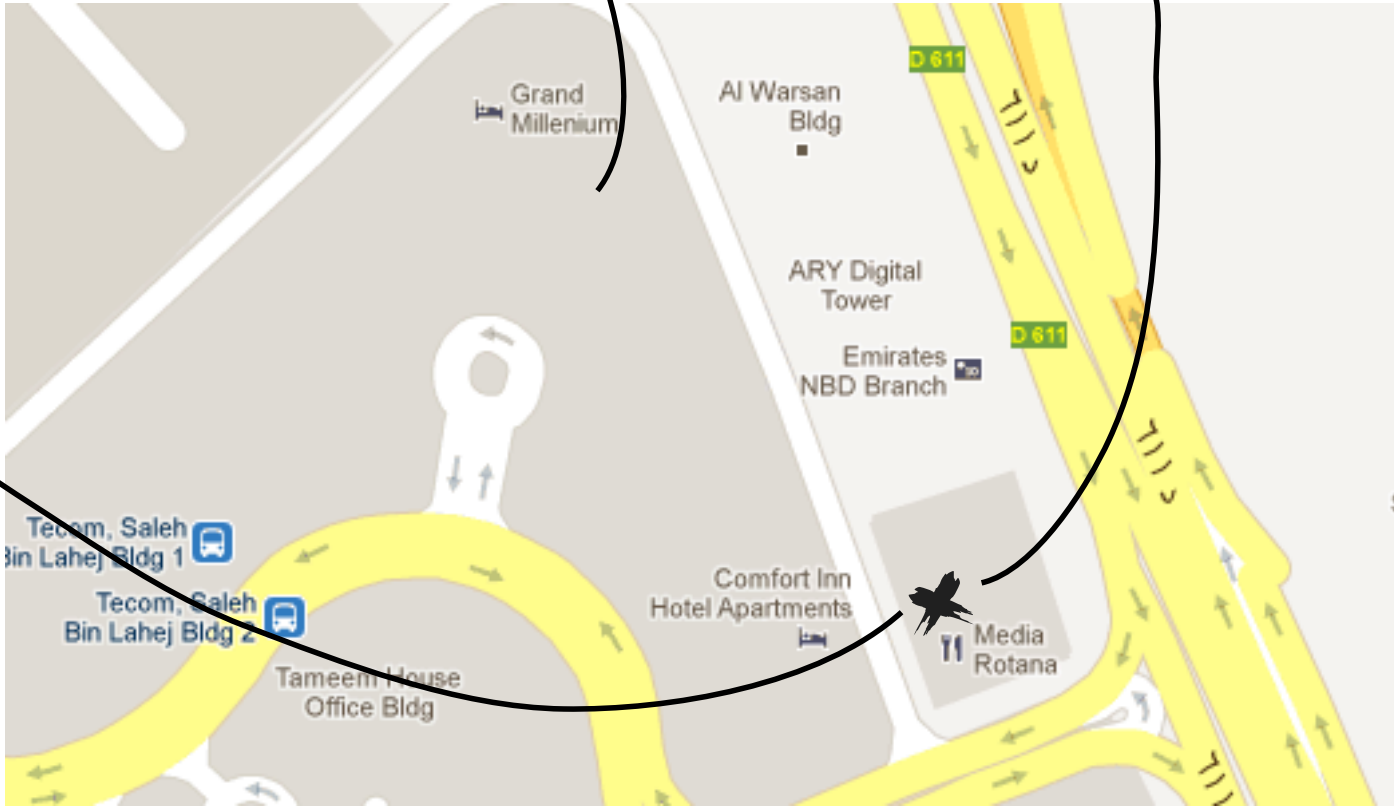 D 611
Grand
Millenium
Al Warsan
Bldg
ARY Digital
Tower
D 611
Emirates
NBD Branch
Tecom, Saleh
Bin Lahej Bldg 1
Comfort Inn
Hotel Apartments
Tecom, Saleh
Bin Lahej Bldg 2
Media
Rotana
Tameem House
Office Bldg